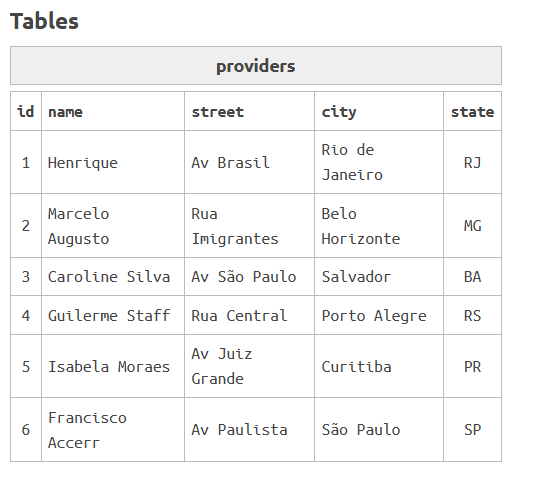 Tables
providers
id name street city state
1 Henrique Av Brasil Rio de Janeiro RJ
2 Marcelo Augusto Rua Imigrantes Belo Horizonte MG
3 Caroline Silva Av São Paulo Salvador BA
4 Guilerme Staff Rua Central Porto Alegre RS
5 Isabela Moraes Av Juiz Grande Curitiba PR
6 Francisco Accerr Av Paulista São Paulo SP